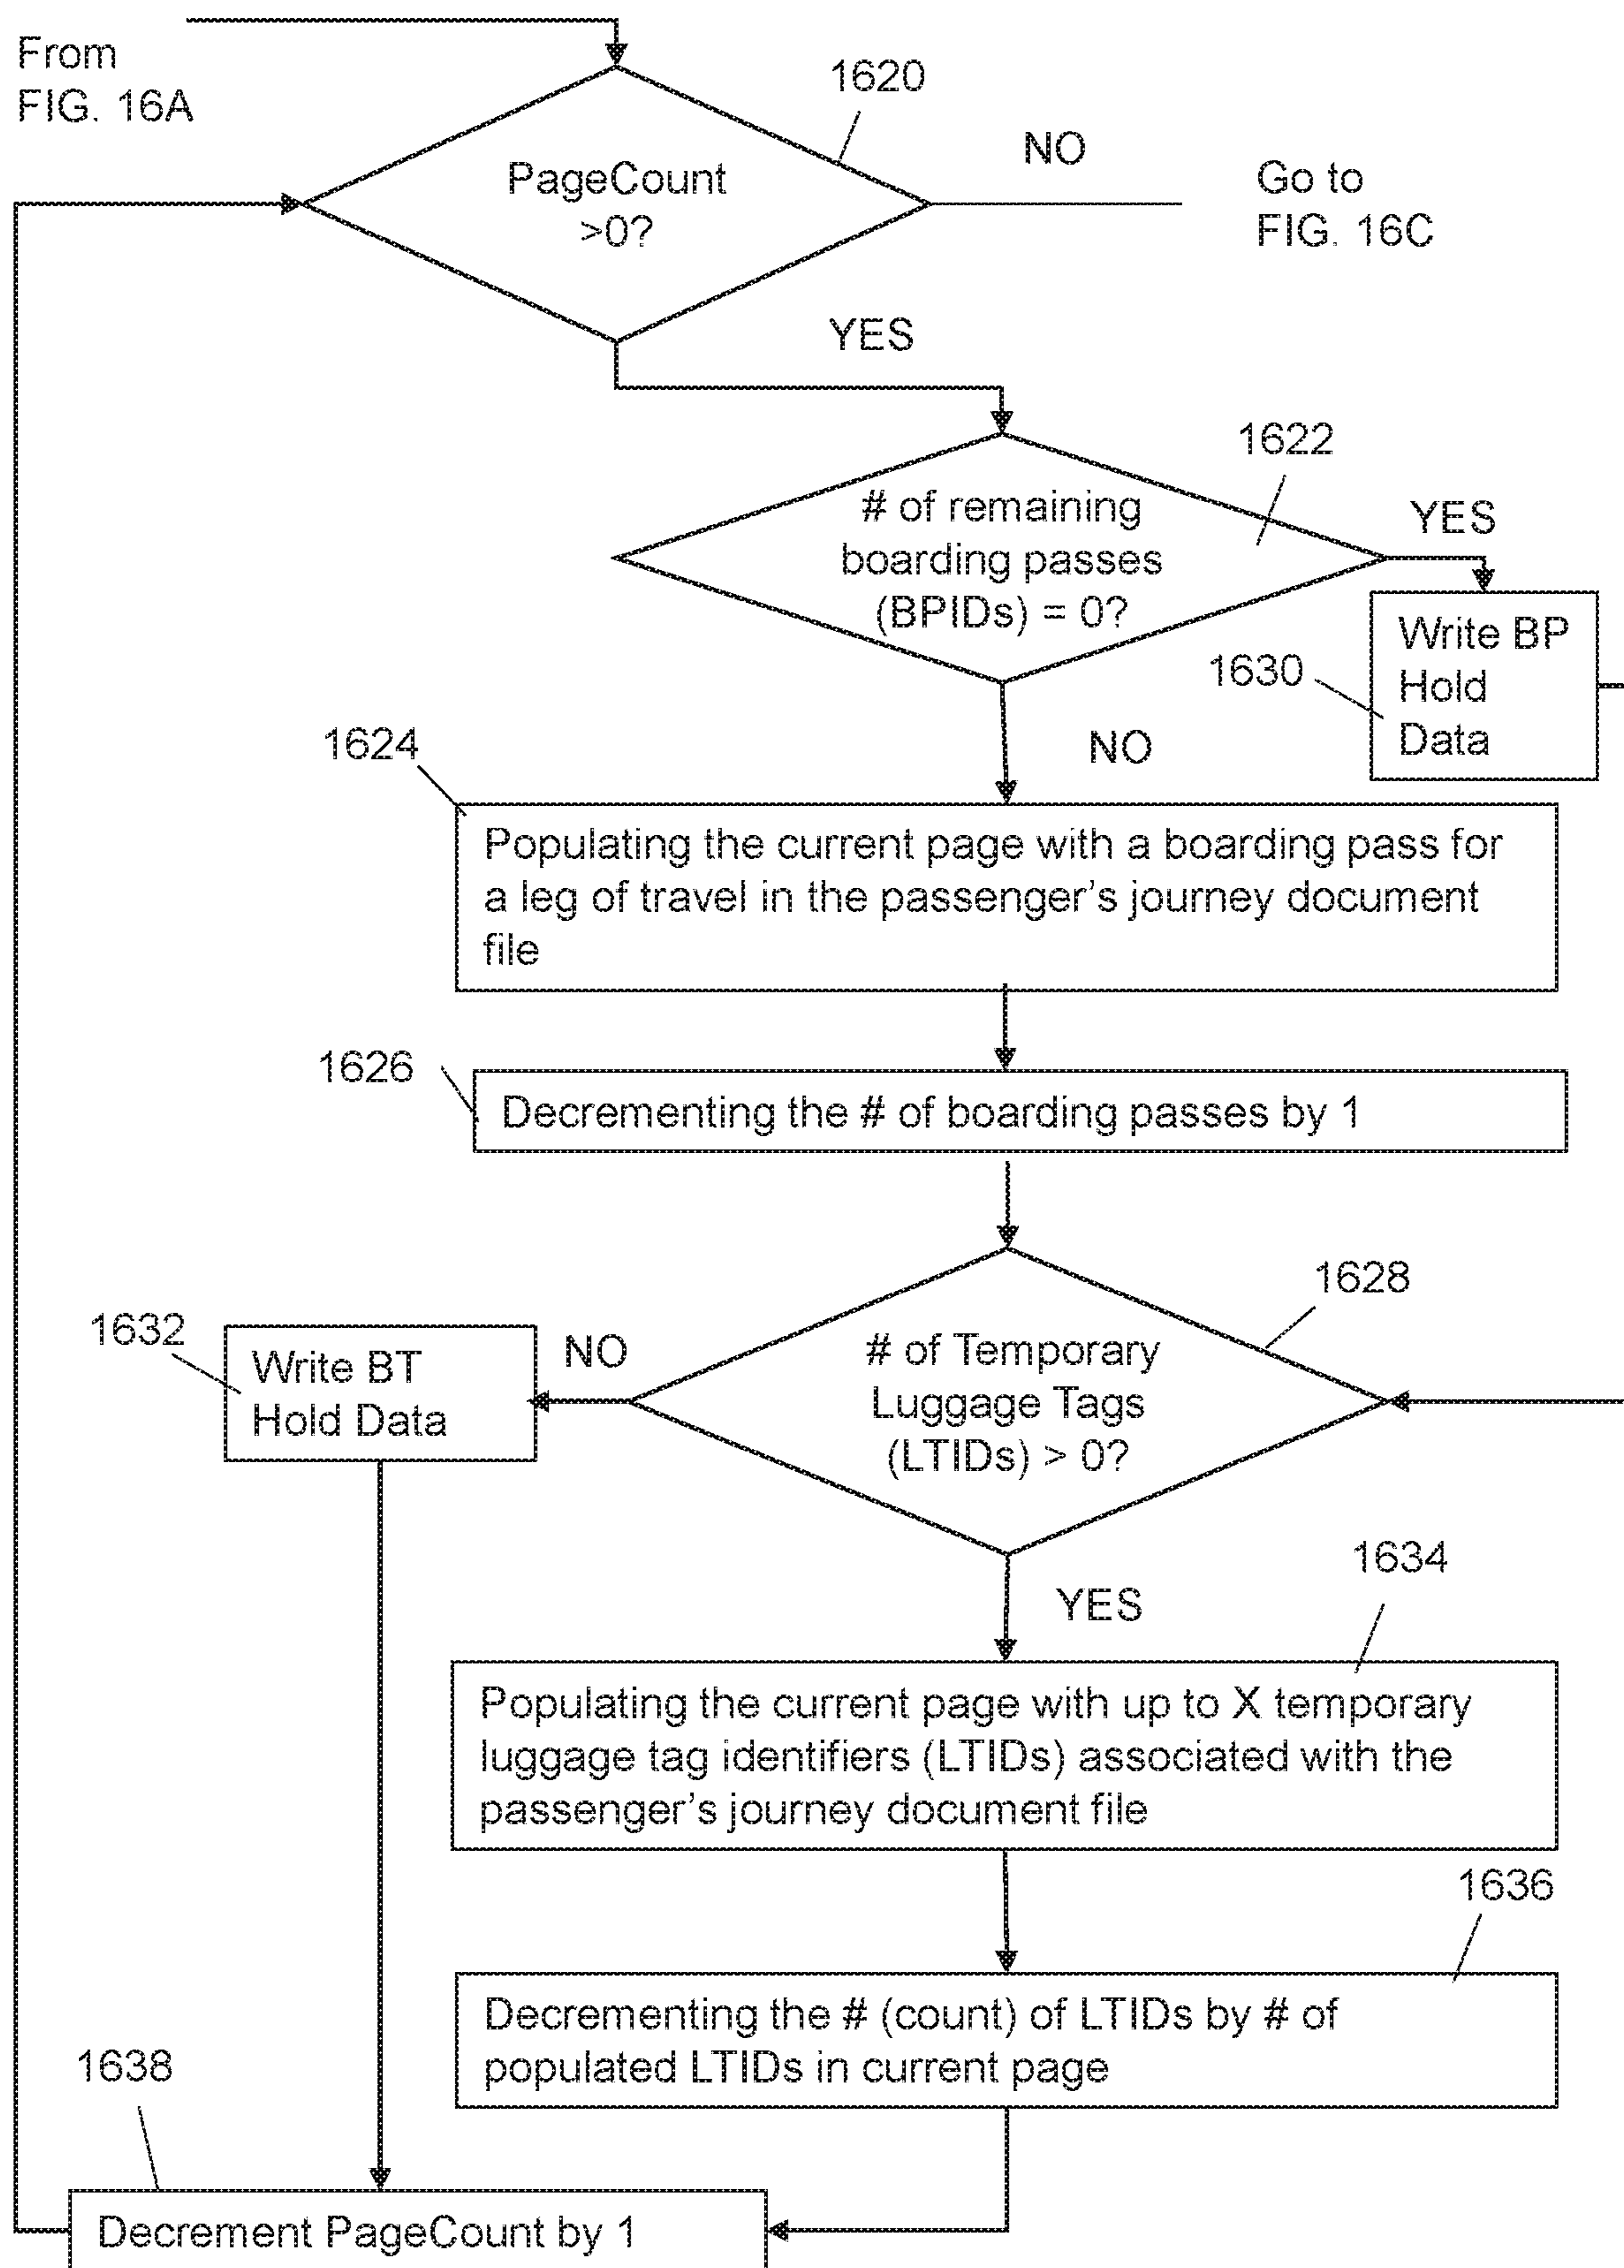 From
FIG. 16A
1620
PageCount
>0?
NO
Go to
FIG. 16C
YES
1622
# of remaining
boarding passes
(BPIDs) = 0?
YES
1630
Write BP
Hold
Data
NO
1624
Populating the current page with a boarding pass for
a leg of travel in the passenger's journey document
file
1626
Decrementing the # of boarding passes by 1
1628
# of Temporary
Luggage Tags
(LTIDs) > 0?
NO
1632
Write BT
Hold Data
YES
1634
Populating the current page with up to X temporary
luggage tag identifiers (LTIDs) associated with the
passenger's journey document file
1636
Decrementing the # (count) of LTIDs by # of
populated LTIDs in current page
1638
Decrement PageCount by 1